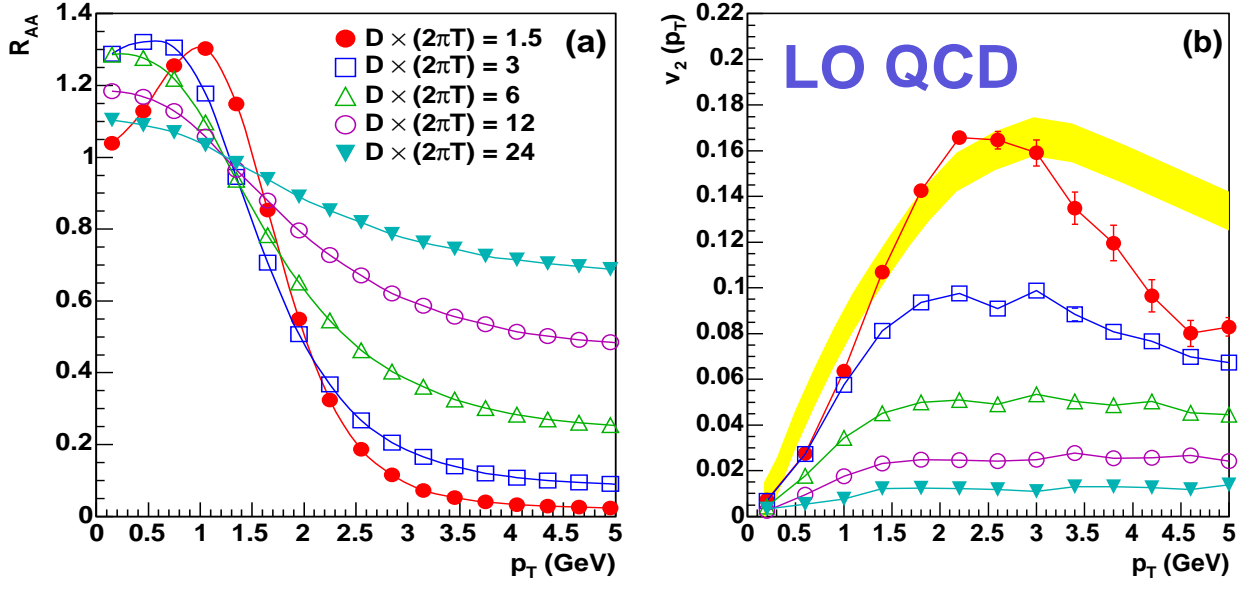 R_AA
1.4
1.2
1
0.8
0.6
0.4
0.2
0
(a)
D × (2πT) = 1.5
D × (2πT) = 3
D × (2πT) = 6
D × (2πT) = 12
D × (2πT) = 24
0 0.5 1 1.5 2 2.5 3 3.5 4 4.5 5
p_T (GeV)
v_2 (p_T)
0.22
0.2
0.18
0.16
0.14
0.12
0.1
0.08
0.06
0.04
0.02
0
(b)
LO QCD
0 0.5 1 1.5 2 2.5 3 3.5 4 4.5 5
p_T (GeV)